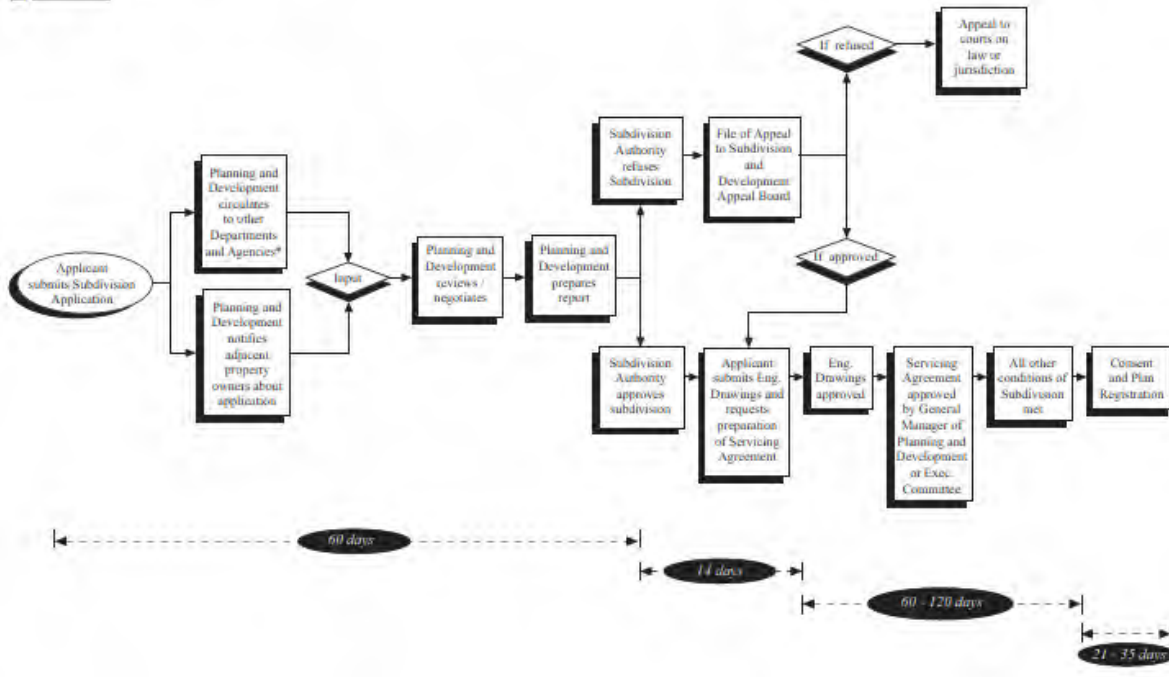 If refused
Appeal to
courts on
law or
jurisdiction
Subdivision
Authority
refuses
Subdivision
File of Appeal
to Subdivision
and
Development
Appeal Board
Planning and
Development
circulates
to other
Departments
and Agencies*
If approved
Applicant
submits Subdivision
Application
Input
Planning and
Development
reviews /
negotiates
Planning and
Development
prepares
report
Planning and
Development
notifies
adjacent
property
owners about
application
Subdivision
Authority
approves
subdivision
Applicant
submits Eng.
Drawings and
requests
preparation
of Servicing
Agreement
Eng.
Drawings
approved
Servicing
Agreement
approved
by General
Manager of
Planning and
Development
or Exec.
Committee
All other
conditions of
Subdivision
met
Consent
and Plan
Registration
60 days
14 days
60 - 120 days
21 - 35 days